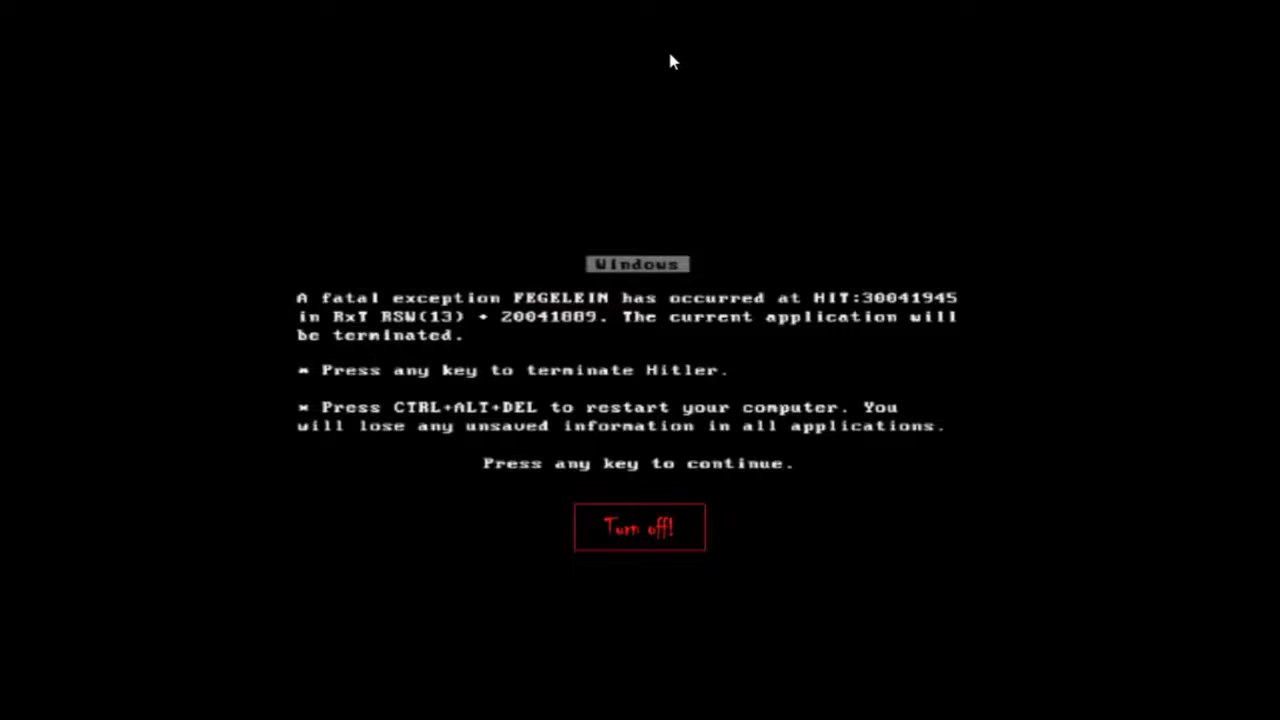 Windows
A fatal exception FEGELEIN has occurred at HIT:30041945
in RxT RSW(13) + 20041889. The current application will
be terminated.
* Press any key to terminate Hitler.
* Press CTRL+ALT+DEL to restart your computer. You
will lose any unsaved information in all applications.
Press any key to continue.
Turn off!